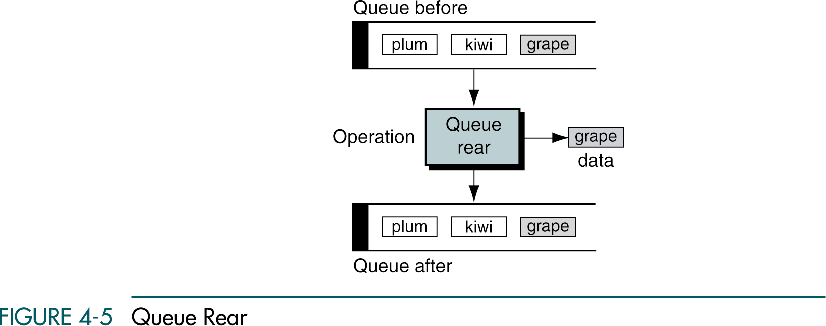 Queue before
plum kiwi grape
Operation
Queue
rear
grape
data
plum kiwi grape
Queue after
FIGURE 4-5 Queue Rear